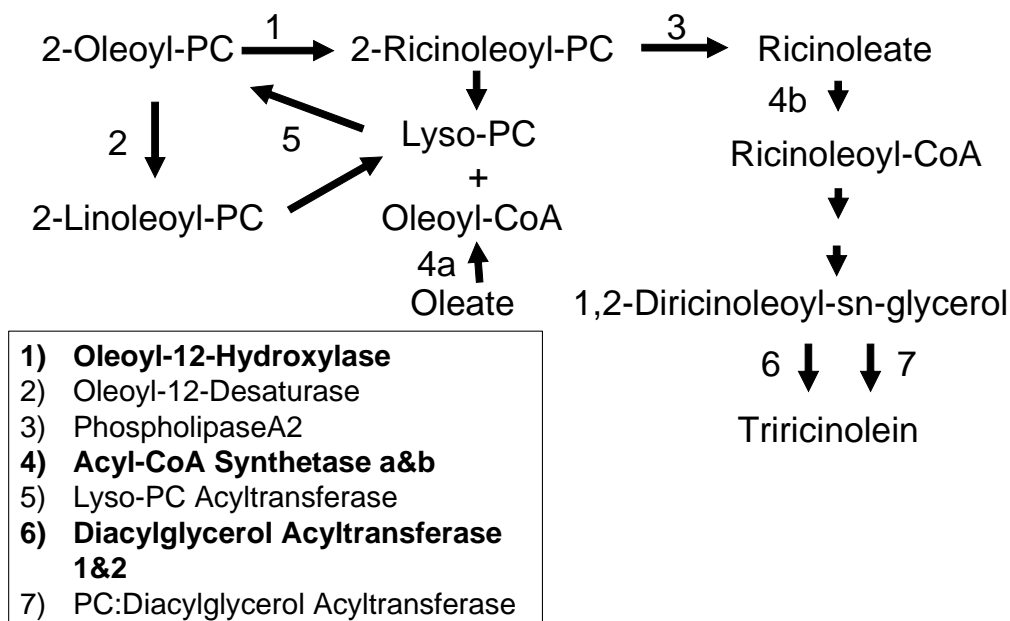 1
3
2-Oleoyl-PC
2-Ricinoleoyl-PC
Ricinoleate
4b
2
5
Lyso-PC
Ricinoleoyl-CoA
+
2-Linoleoyl-PC
Oleoyl-CoA
4a
Oleate
1,2-Diricinoleoyl-sn-glycerol
6
7
Triricinolein
1) Oleoyl-12-Hydroxylase
2) Oleoyl-12-Desaturase
3) PhospholipaseA2
4) Acyl-CoA Synthetase a&b
5) Lyso-PC Acyltransferase
6) Diacylglycerol Acyltransferase
1&2
7) PC:Diacylglycerol Acyltransferase